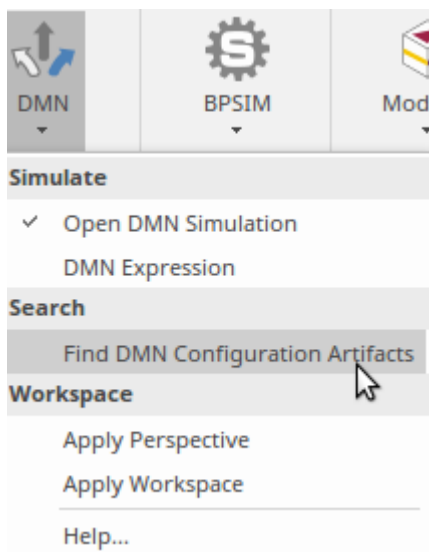 DMN
BPSIM
Mod
Simulate
Open DMN Simulation
DMN Expression
Search
Find DMN Configuration Artifacts
Workspace
Apply Perspective
Apply Workspace
Help...